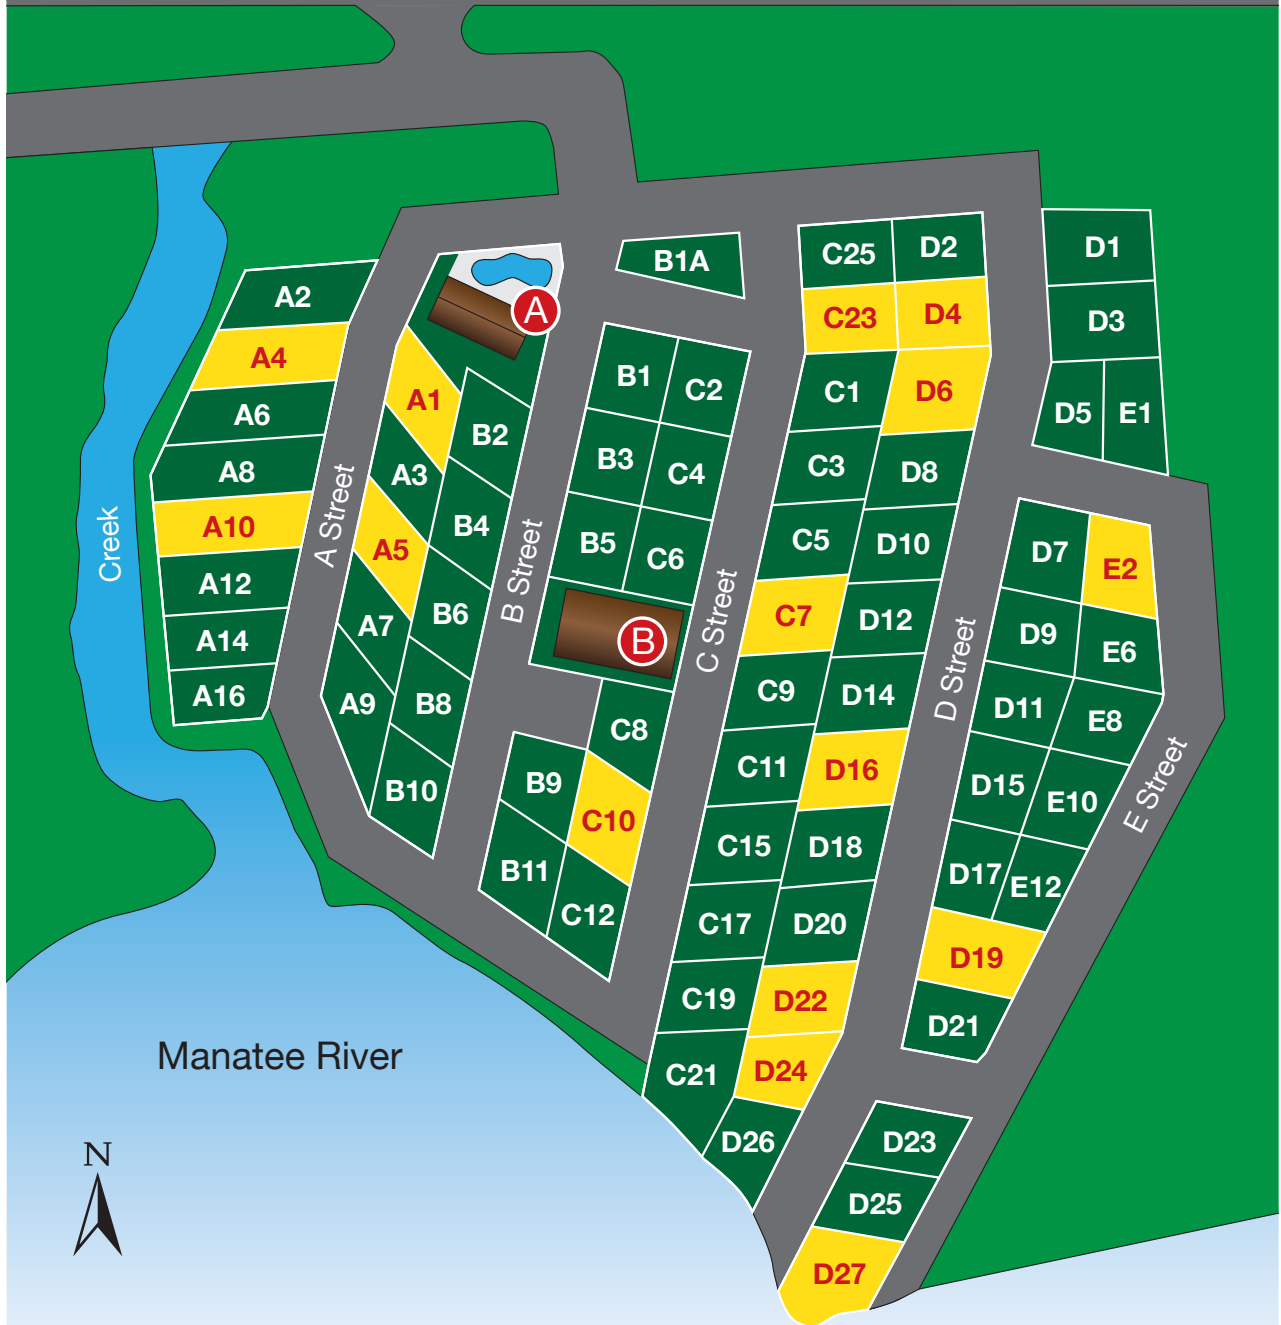 D1
D2
C25
B1A
A2
A
D4
C23
D3
A4
B1
C2
C1
D6
A1
D5
E1
A6
B2
B3
C4
C3
D8
A8
A3
A10
A Street
B4
Creek
B5
C6
C5
D10
A5
D7
E2
B Street
A12
C7
D12
B6
A7
C Street
B
D9
E6
A14
D Street
C9
D14
A16
A9
B8
D11
E8
C8
C11
D16
B9
B10
D15
E10
E Street
C10
C15
D18
B11
D17
E12
C12
C17
D20
D19
C19
D22
D21
Manatee River
C21
D24
D26
D23
N
D25
D27